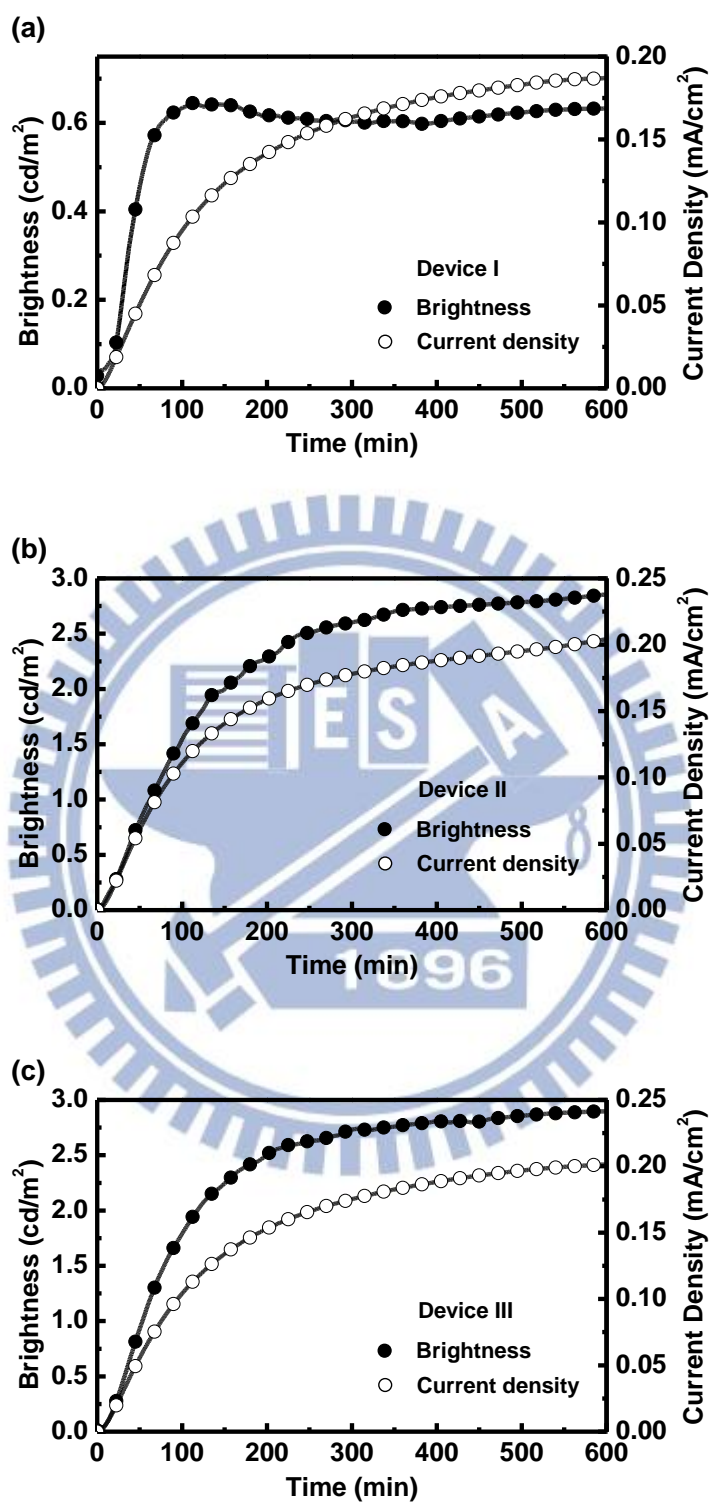 (a)
0.6
0.4
0.2
0.0
0.20
0.15
0.10
0.05
0.00
Brightness (cd/m²)
Current Density (mA/cm²)
Device I
Brightness
Current density
0 100 200 300 400 500 600
Time (min)
(b)
3.0
2.5
2.0
1.5
1.0
0.5
0.0
0.25
0.20
0.15
0.10
0.05
0.00
Brightness (cd/m²)
Current Density (mA/cm²)
ESA
Device II
Brightness
Current density
0 100 200 300 400 500 600
Time (min)
1896
(c)
3.0
2.5
2.0
1.5
1.0
0.5
0.0
0.25
0.20
0.15
0.10
0.05
0.00
Brightness (cd/m²)
Current Density (mA/cm²)
Device III
Brightness
Current density
0 100 200 300 400 500 600
Time (min)